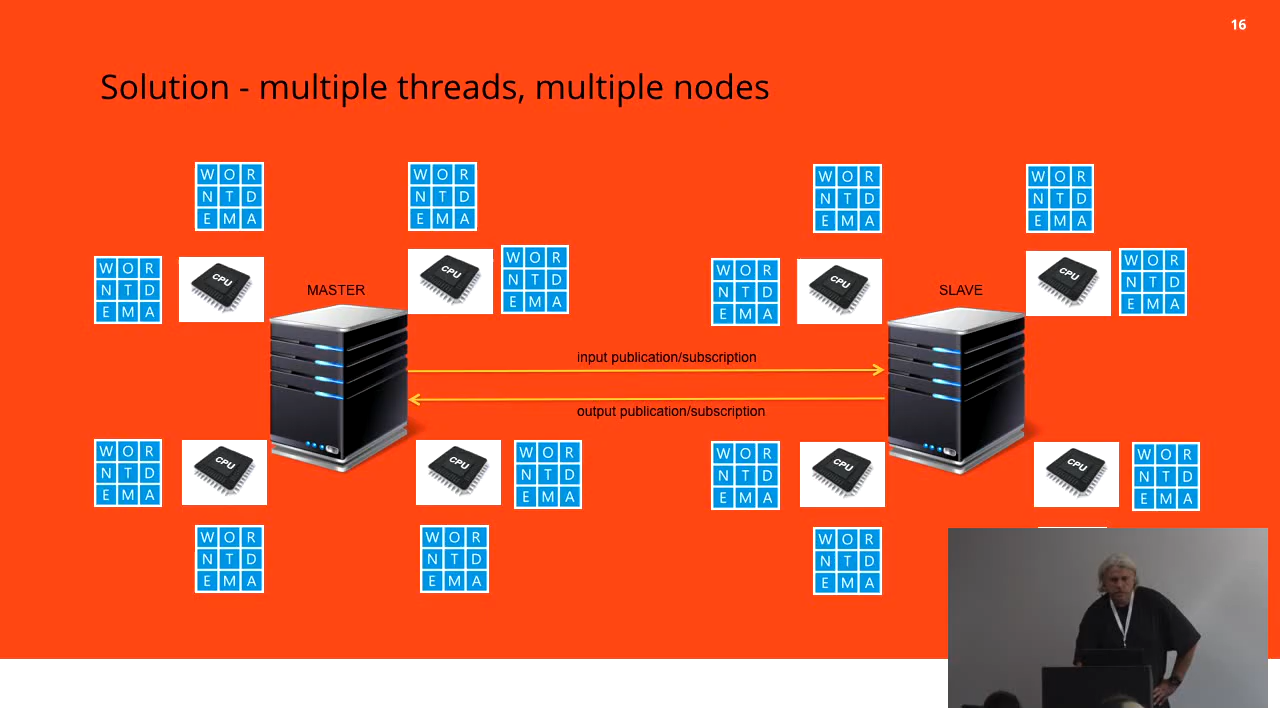 16
Solution - multiple threads, multiple nodes
W O R
N T D
E M A
W O R
N T D
E M A
W O R
N T D
E M A
W O R
N T D
E M A
W O R
N T D
E M A
CPU
MASTER
CPU
W O R
N T D
E M A
W O R
N T D
E M A
CPU
SLAVE
CPU
W O R
N T D
E M A
input publication/subscription
output publication/subscription
W O R
N T D
E M A
CPU
CPU
W O R
N T D
E M A
W O R
N T D
E M A
CPU
CPU
W O R
N T D
E M A
W O R
N T D
E M A
W O R
N T D
E M A
W O R
N T D
E M A